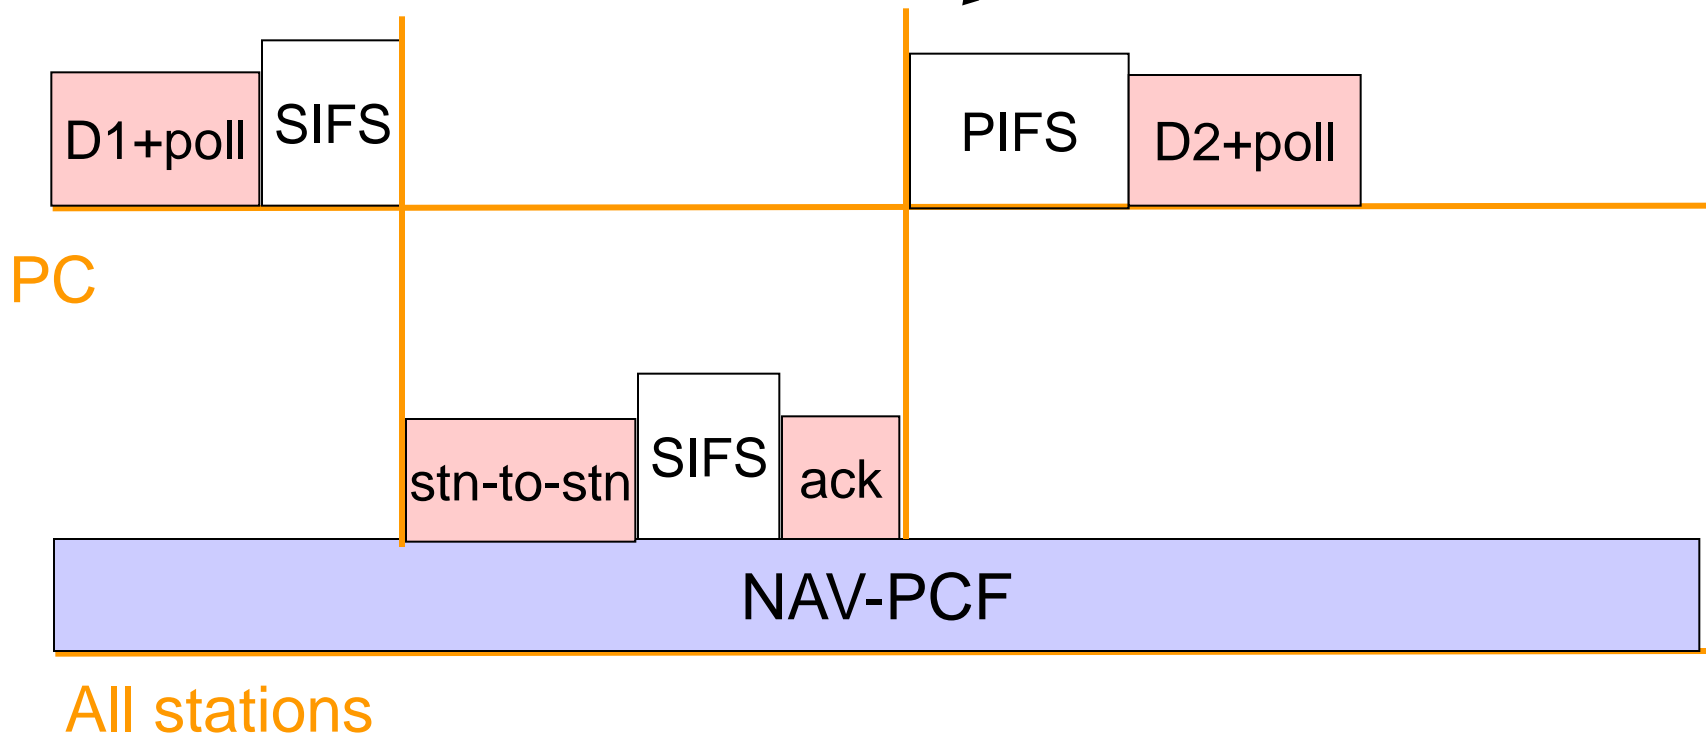 D1+poll
SIFS
PIFS
D2+poll
PC
stn-to-stn
SIFS
ack
NAV-PCF
All stations